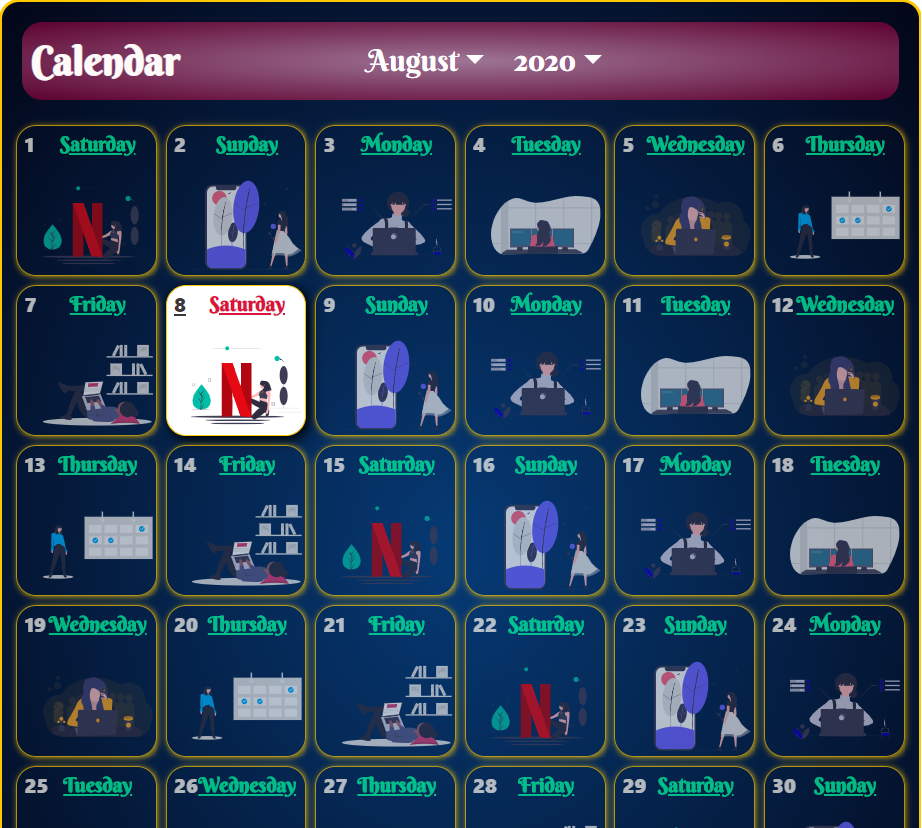 Calendar August 2020
1 Saturday 2 Sunday 3 Monday 4 Tuesday 5 Wednesday 6 Thursday
N
7 Friday 8 Saturday 9 Sunday 10 Monday 11 Tuesday 12 Wednesday
N
13 Thursday 14 Friday 15 Saturday 16 Sunday 17 Monday 18 Tuesday
N
19 Wednesday 20 Thursday 21 Friday 22 Saturday 23 Sunday 24 Monday
N
25 Tuesday 26 Wednesday 27 Thursday 28 Friday 29 Saturday 30 Sunday